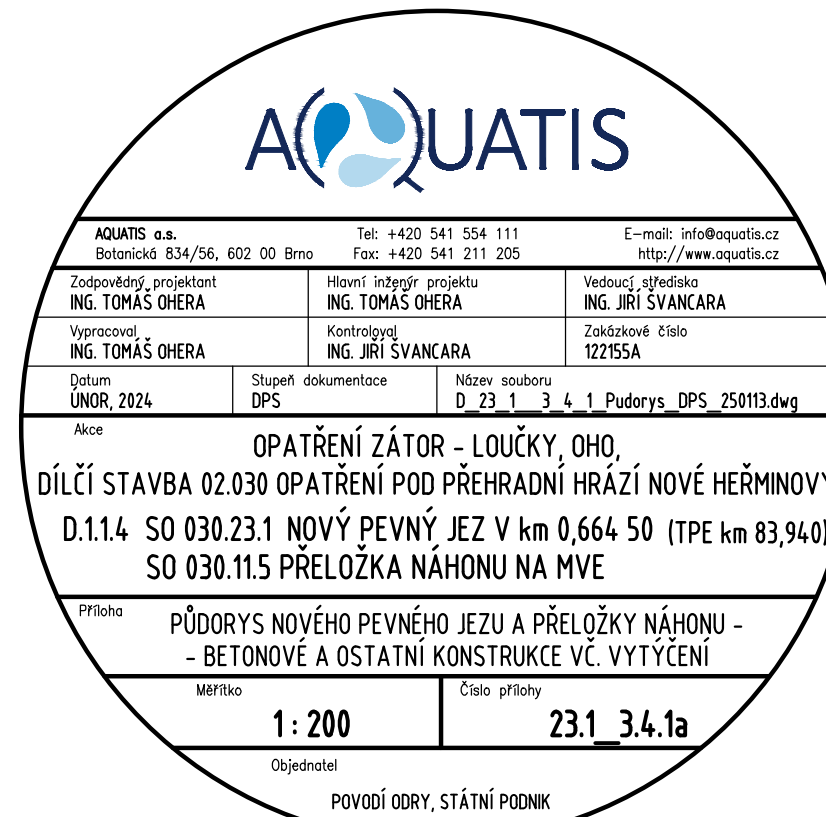 AQUATIS
AQUATIS a.s. Tel: +420 541 554 111 E-mail: info@aquatis.cz
Botanická 834/56, 602 00 Brno Fax: +420 541 211 205 http://www.aquatis.cz
Zodpovědný projektant Hlavní inženýr projektu Vedoucí střediska
ING. TOMÁŠ OHERA ING. TOMÁŠ OHERA ING. JIŘÍ ŠVANCARA
Vypracoval Kontroloval Zakázkové číslo
ING. TOMÁŠ OHERA ING. JIŘÍ ŠVANCARA 122155A
Datum Stupeň dokumentace Název souboru
ÚNOR, 2024 DPS D_23_1__3_4_1_Pudorys_DPS_250113.dwg
Akce
OPATŘENÍ ZÁTOR - LOUČKY, OHO,
DÍLČÍ STAVBA 02.030 OPATŘENÍ POD PŘEHRADNÍ HRÁZÍ NOVÉ HEŘMINOVY
D.1.1.4 SO 030.23.1 NOVÝ PEVNÝ JEZ V km 0,664 50 (TPE km 83,940)
SO 030.11.5 PŘELOŽKA NÁHONU NA MVE
Příloha
PŮDORYS NOVÉHO PEVNÉHO JEZU A PŘELOŽKY NÁHONU -
- BETONOVÉ A OSTATNÍ KONSTRUKCE VČ. VYTÝČENÍ
Měřítko Číslo přílohy
1 : 200 23.1_3.4.1a
Objednatel
POVODÍ ODRY, STÁTNÍ PODNIK